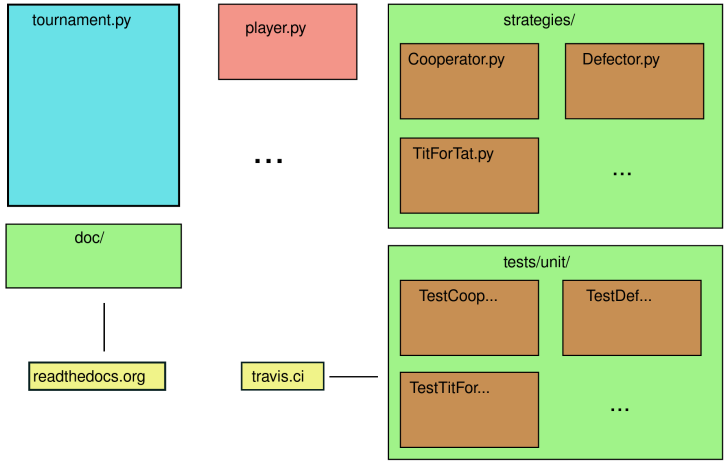 tournament.py
player.py
...
strategies/
Cooperator.py
Defector.py
TitForTat.py
...
doc/
tests/unit/
TestCoop...
TestDef...
TestTitFor...
...
readthedocs.org
travis.ci